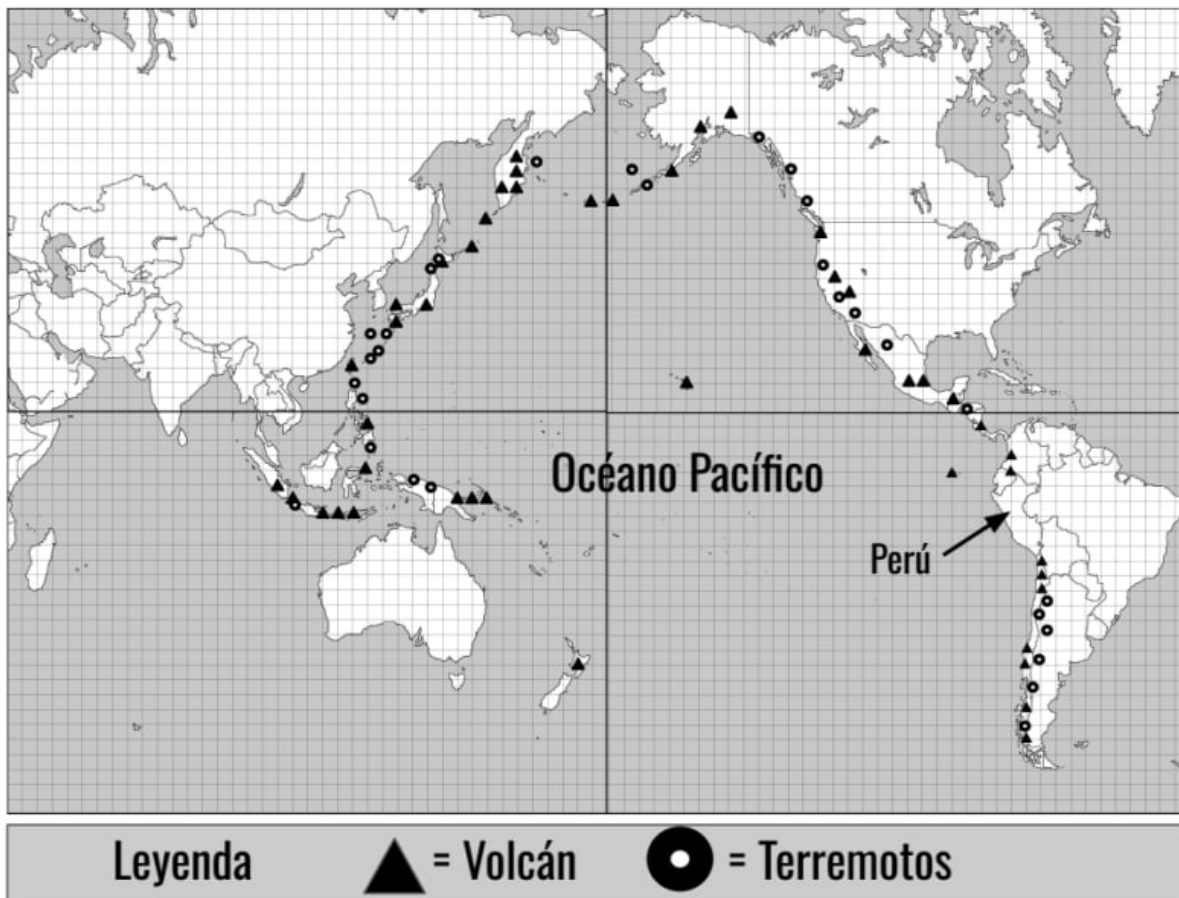 Océano Pacífico
Perú
Leyenda = Volcán = Terremotos